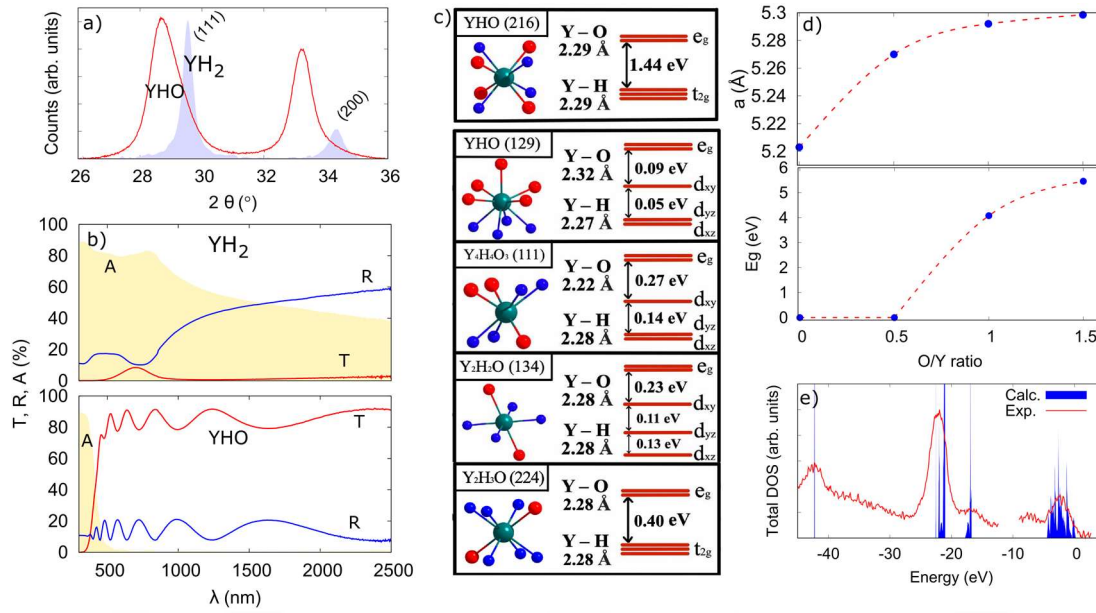 a)
Counts (arb. units)
(111)
YH2
YHO
(200)
26 28 30 32 34 36
2 θ (°)
b)
YH2
A
R
T
100
80
60
40
20
0
T, R, A (%)
A
YHO
T
R
100
80
60
40
20
0
500 1000 1500 2000 2500
λ (nm)
c)
YHO (216)
Y – O
2.29 Å
Y – H
2.29 Å
eg
1.44 eV
t2g
YHO (129)
Y – O
2.32 Å
Y – H
2.27 Å
eg
0.09 eV
dxy
0.05 eV
dyz
dxz
Y4H4O3 (111)
Y – O
2.22 Å
Y – H
2.28 Å
eg
0.27 eV
dxy
0.14 eV
dyz
dxz
Y2H2O (134)
Y – O
2.28 Å
Y – H
2.28 Å
eg
0.23 eV
dxy
0.11 eV
dyz
0.13 eV
dxz
Y2H3O (224)
Y – O
2.28 Å
Y – H
2.28 Å
eg
0.40 eV
t2g
d)
5.3
5.28
5.26
5.24
5.22
5.2
a (Å)
6
5
4
3
2
1
0
Eg (eV)
0 0.5 1 1.5
O/Y ratio
e)
Calc.
Exp.
Total DOS (arb. units)
-40 -30 -20 -10 0
Energy (eV)